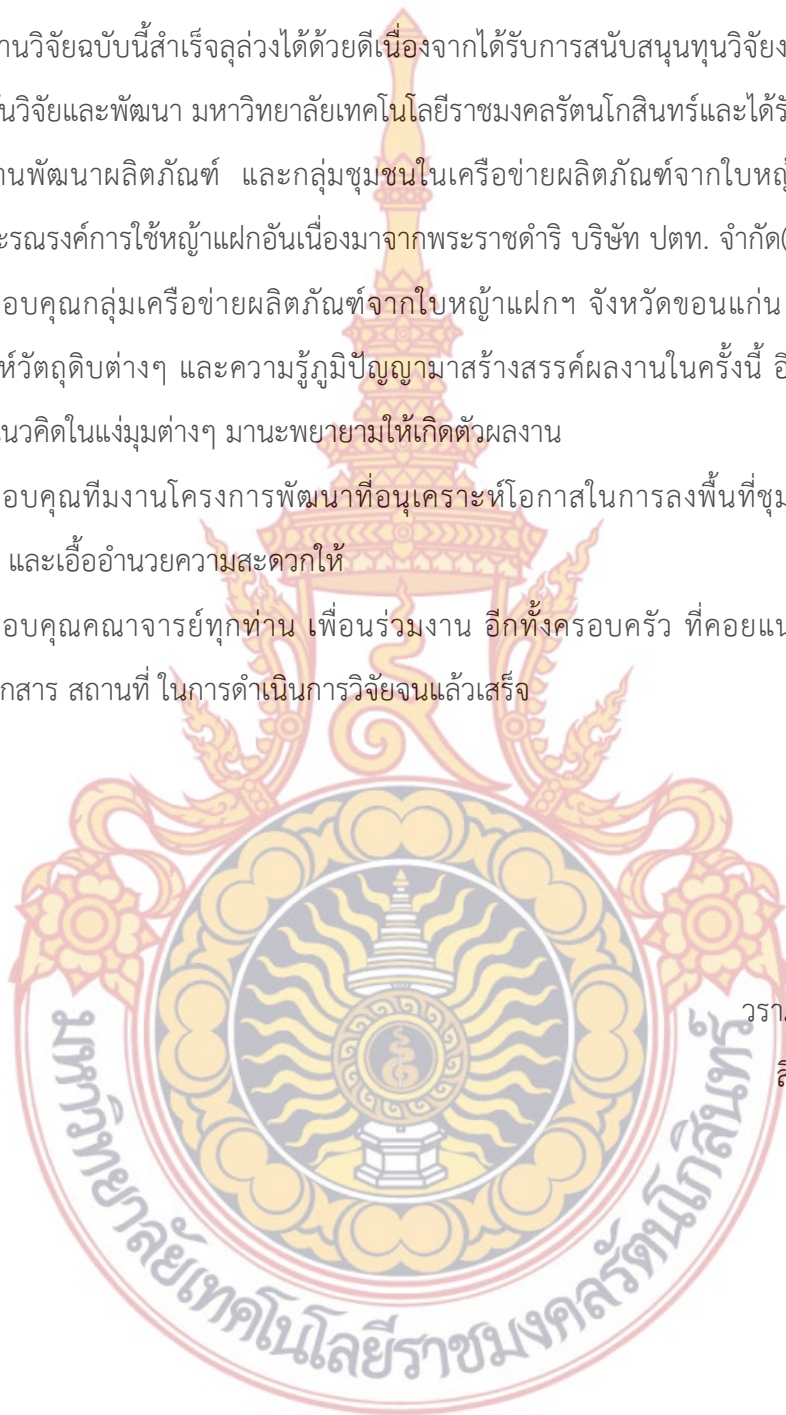 านวิจัยฉบับนี้สำเร็จลุล่วงได้ด้วยดีเนื่องจากได้รับการสนับสนุนทุนวิจัยง
ันวิจัยและพัฒนา มหาวิทยาลัยเทคโนโลยีราชมงคลรัตนโกสินทร์และได้รั
านพัฒนาผลิตภัณฑ์ และกลุ่มชุมชนในเครือข่ายผลิตภัณฑ์จากใบหญ้
ะรณรงค์การใช้หญ้าแฝกอันเนื่องมาจากพระราชดำริ บริษัท ปตท. จำกัด(
อบคุณกลุ่มเครือข่ายผลิตภัณฑ์จากใบหญ้าแฝกฯ จังหวัดขอนแก่น
ห์วัตถุดิบต่างๆ และความรู้ภูมิปัญญามาสร้างสรรค์ผลงานในครั้งนี้ อี
นวคิดในแง่มุมต่างๆ มานะพยายามให้เกิดตัวผลงาน
อบคุณทีมงานโครงการพัฒนาที่อนุเคราะห์โอกาสในการลงพื้นที่ชุม
และเอื้ออำนวยความสะดวกให้
อบคุณคณาจารย์ทุกท่าน เพื่อนร่วมงาน อีกทั้งครอบครัว ที่คอยแน
กสาร สถานที่ ในการดำเนินการวิจัยจนแล้วเสร็จ
วรา
สิ
มหาวิทยาลัยเทคโนโลยีราชมงคลรัตนโกสินทร์